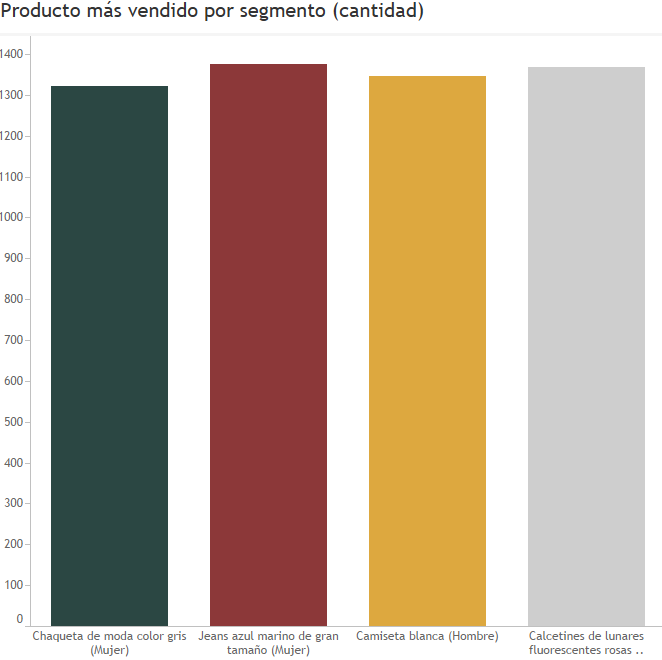 Producto más vendido por segmento (cantidad)
1400
1300
1200
1100
1000
900
800
700
600
500
400
300
200
100
0
Chaqueta de moda color gris
(Mujer)
Jeans azul marino de gran
tamaño (Mujer)
Camiseta blanca (Hombre)
Calcetines de lunares
fluorescentes rosas ..